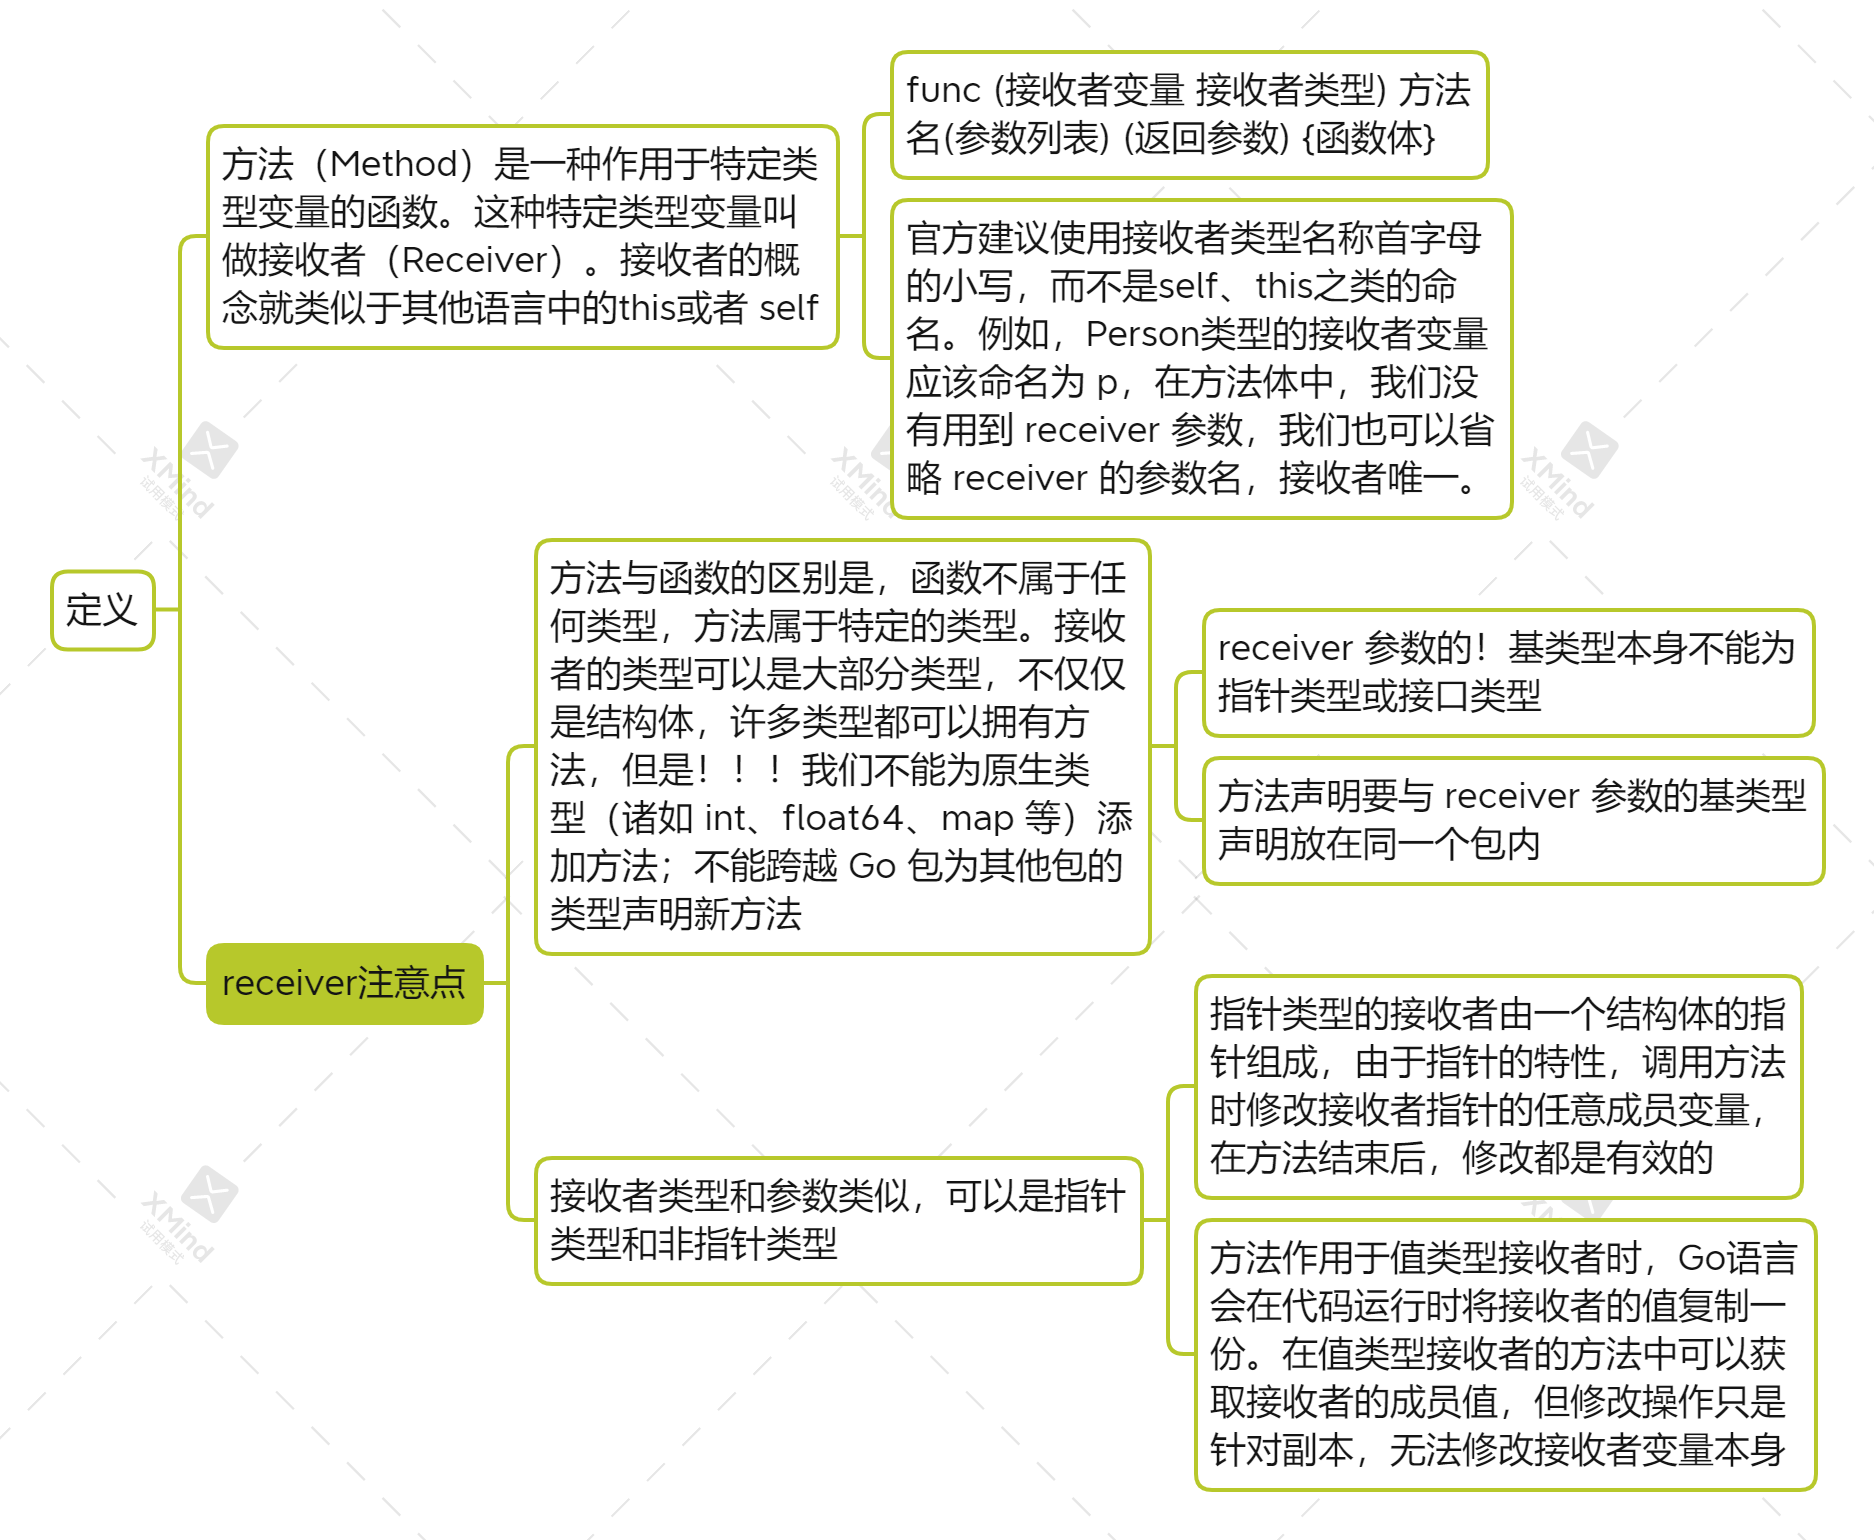 定义
方法（Method）是一种作用于特定类
型变量的函数。这种特定类型变量叫
做接收者（Receiver）。接收者的概
念就类似于其他语言中的this或者 self
func (接收者变量 接收者类型) 方法
名(参数列表) (返回参数) {函数体}
官方建议使用接收者类型名称首字母
的小写，而不是self、this之类的命
名。例如，Person类型的接收者变量
应该命名为 p，在方法体中，我们没
有用到 receiver 参数，我们也可以省
略 receiver 的参数名，接收者唯一。
receiver注意点
方法与函数的区别是，函数不属于任
何类型，方法属于特定的类型。接收
者的类型可以是大部分类型，不仅仅
是结构体，许多类型都可以拥有方
法，但是！！！我们不能为原生类
型（诸如 int、float64、map 等）添
加方法；不能跨越 Go 包为其他包的
类型声明新方法
receiver 参数的！基类型本身不能为
指针类型或接口类型
方法声明要与 receiver 参数的基类型
声明放在同一个包内
接收者类型和参数类似，可以是指针
类型和非指针类型
指针类型的接收者由一个结构体的指
针组成，由于指针的特性，调用方法
时修改接收者指针的任意成员变量，
在方法结束后，修改都是有效的
方法作用于值类型接收者时，Go语言
会在代码运行时将接收者的值复制一
份。在值类型接收者的方法中可以获
取接收者的成员值，但修改操作只是
针对副本，无法修改接收者变量本身
XMind
试用模式
XMind
试用模式
XMind
试用模式
XMind
试用模式